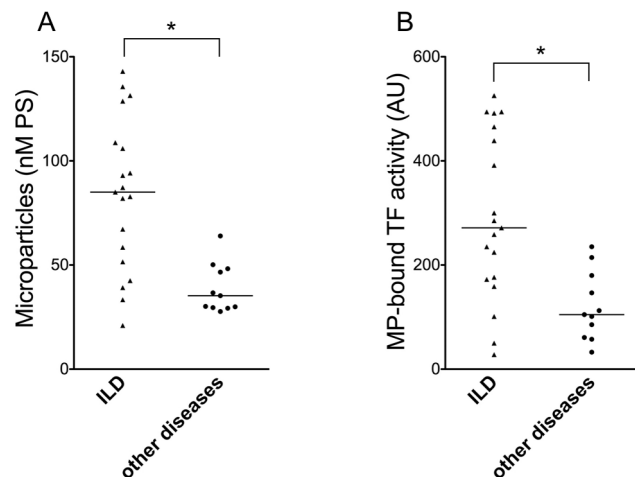 A
*
Microparticles (nM PS)
150
100
50
0
ILD
other diseases
B
*
MP-bound TF activity (AU)
600
400
200
0
ILD
other diseases